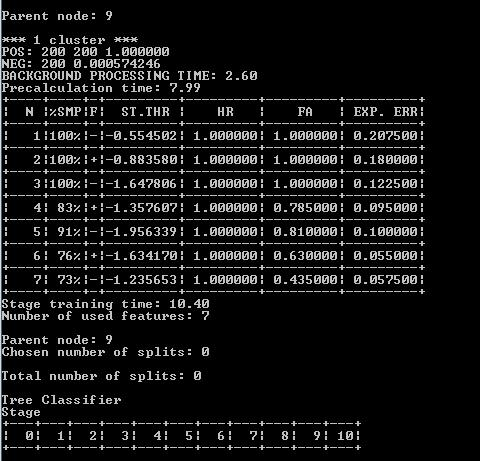 Parent node: 9
*** 1 cluster ***
POS: 200 200 1.000000
NEG: 200 0.000574246
BACKGROUND PROCESSING TIME: 2.60
Precalculation time: 7.99
+----+----+-+---------+---------+---------+---------+
|  N |%SMP|F|  ST.THR |    HR   |    FA   | EXP. ERR|
+----+----+-+---------+---------+---------+---------+
|   1|100%|-|-0.554502| 1.000000| 1.000000| 0.207500|
+----+----+-+---------+---------+---------+---------+
|   2|100%|+|-0.883580| 1.000000| 1.000000| 0.180000|
+----+----+-+---------+---------+---------+---------+
|   3|100%|-|-1.647806| 1.000000| 1.000000| 0.122500|
+----+----+-+---------+---------+---------+---------+
|   4| 83%|+|-1.357607| 1.000000| 0.785000| 0.095000|
+----+----+-+---------+---------+---------+---------+
|   5| 91%|-|-1.956339| 1.000000| 0.810000| 0.100000|
+----+----+-+---------+---------+---------+---------+
|   6| 76%|+|-1.634170| 1.000000| 0.630000| 0.055000|
+----+----+-+---------+---------+---------+---------+
|   7| 73%|-|-1.235653| 1.000000| 0.435000| 0.057500|
+----+----+-+---------+---------+---------+---------+
Stage training time: 10.40
Number of used features: 7
Parent node: 9
Chosen number of splits: 0
Total number of splits: 0
Tree Classifier
Stage
+---+---+---+---+---+---+---+---+---+---+---+
|  0|  1|  2|  3|  4|  5|  6|  7|  8|  9| 10|
+---+---+---+---+---+---+---+---+---+---+---+